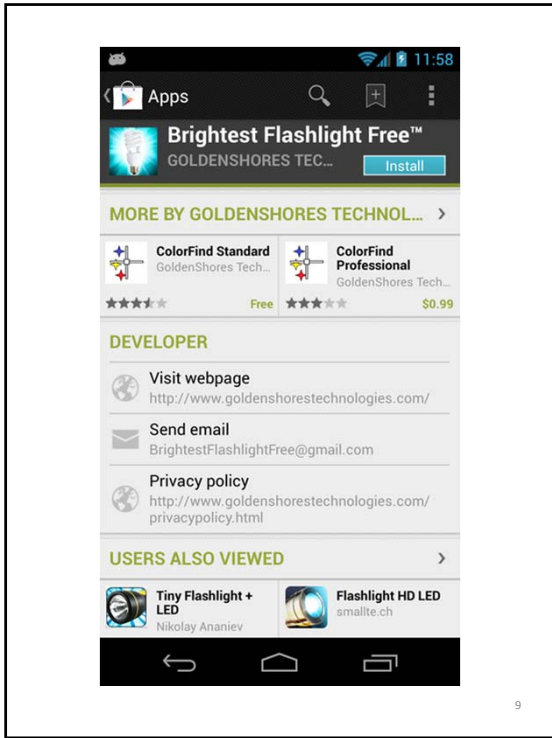 11:58
Apps
Brightest Flashlight Free™
GOLDENSHORES TEC...
Install
MORE BY GOLDENSHORES TECHNOL... >
ColorFind Standard
GoldenShores Tech...
Free
ColorFind
Professional
GoldenShores Tech...
$0.99
DEVELOPER
Visit webpage
http://www.goldenshorestechnologies.com/
Send email
BrightestFlashlightFree@gmail.com
Privacy policy
http://www.goldenshorestechnologies.com/
privacypolicy.html
USERS ALSO VIEWED >
Tiny Flashlight +
LED
Nikolay Ananiev
Flashlight HD LED
smallte.ch
9